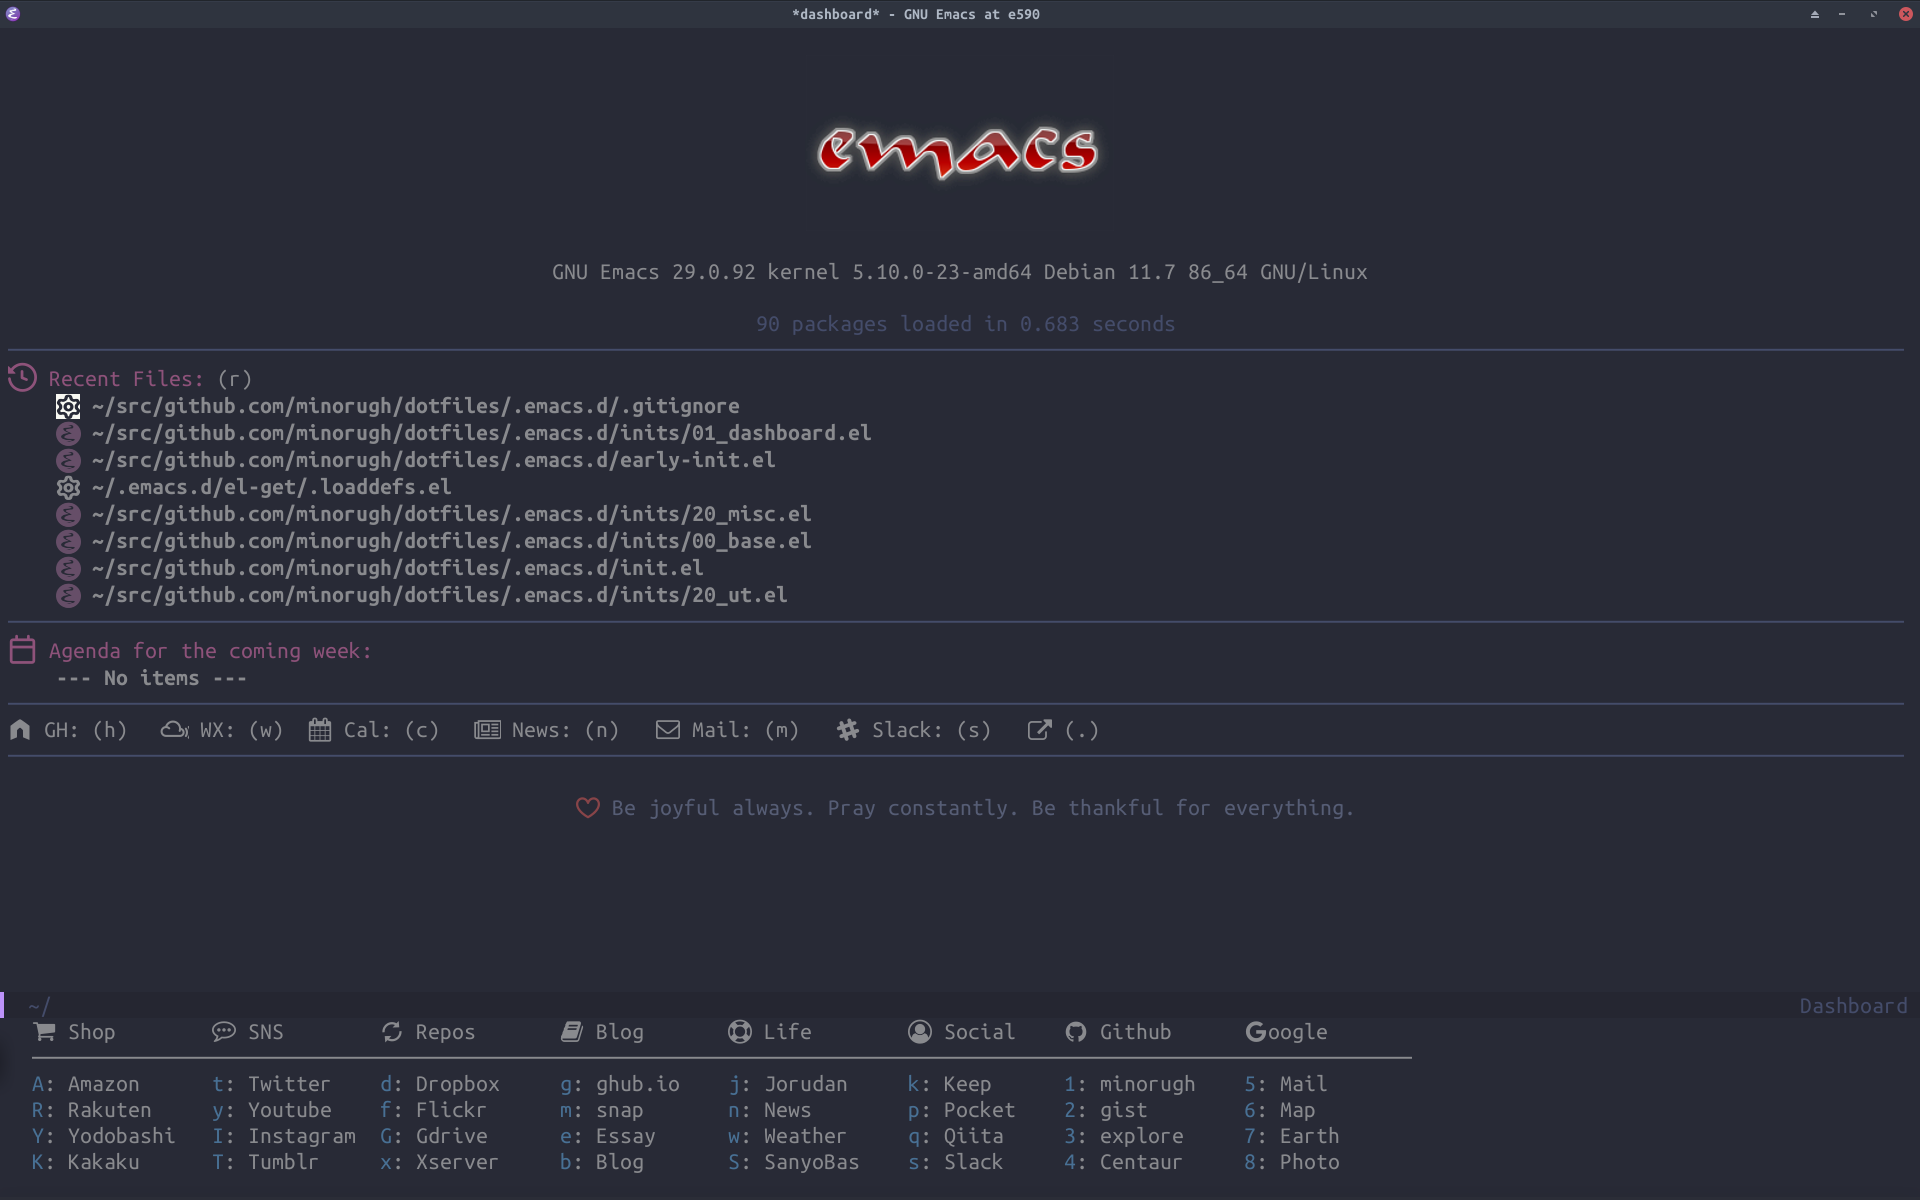 *dashboard* - GNU Emacs at e590
emacs
GNU Emacs 29.0.92 kernel 5.10.0-23-amd64 Debian 11.7 86_64 GNU/Linux
90 packages loaded in 0.683 seconds
Recent Files: (r)
~/src/github.com/minorugh/dotfiles/.emacs.d/.gitignore
~/src/github.com/minorugh/dotfiles/.emacs.d/inits/01_dashboard.el
~/src/github.com/minorugh/dotfiles/.emacs.d/early-init.el
~/.emacs.d/el-get/.loaddefs.el
~/src/github.com/minorugh/dotfiles/.emacs.d/inits/20_misc.el
~/src/github.com/minorugh/dotfiles/.emacs.d/inits/00_base.el
~/src/github.com/minorugh/dotfiles/.emacs.d/init.el
~/src/github.com/minorugh/dotfiles/.emacs.d/inits/20_ut.el
Agenda for the coming week:
--- No items ---
GH: (h) WX: (w) Cal: (c) News: (n) Mail: (m) Slack: (s) (.)
Be joyful always. Pray constantly. Be thankful for everything.
~/ Dashboard
Shop SNS Repos Blog Life Social Github Google
A: Amazon t: Twitter d: Dropbox g: ghub.io j: Jorudan k: Keep 1: minorugh 5: Mail
R: Rakuten y: Youtube f: Flickr m: snap n: News p: Pocket 2: gist 6: Map
Y: Yodobashi I: Instagram G: Gdrive e: Essay w: Weather q: Qiita 3: explore 7: Earth
K: Kakaku T: Tumblr x: Xserver b: Blog S: SanyoBas s: Slack 4: Centaur 8: Photo